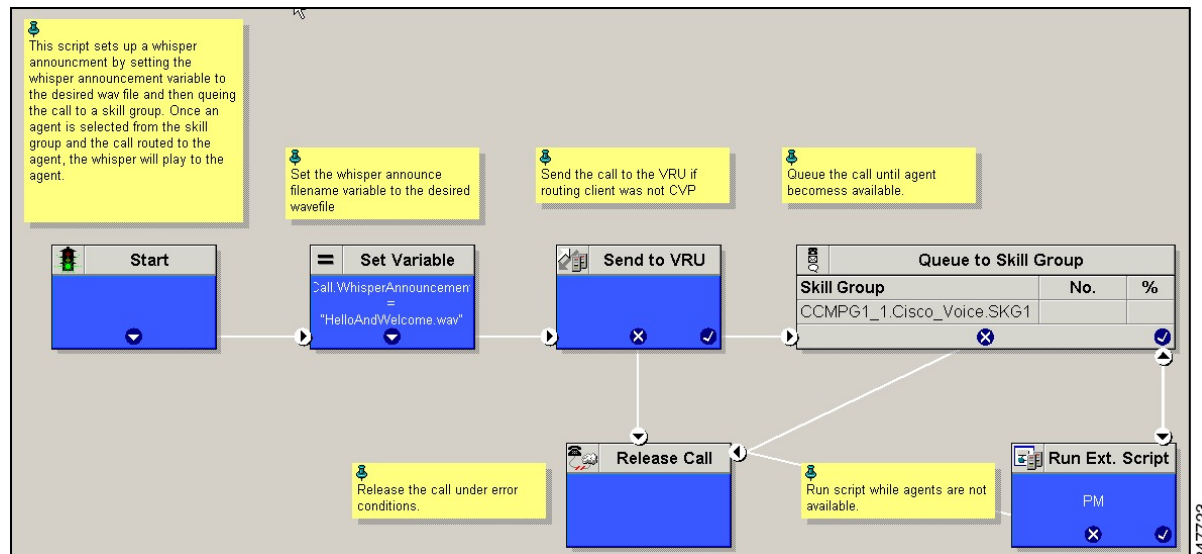 This script sets up a whisper
announcment by setting the
whisper announcement variable to
the desired wav file and then queing
the call to a skill group. Once an
agent is selected from the skill
group and the call routed to the
agent, the whisper will play to the
agent.
Set the whisper announce
filename variable to the desired
wavefile
Send the call to the VRU if
routing client was not CVP
Queue the call until agent
becomess available.
Start
= Set Variable
Call.WhisperAnnouncement
=
"HelloAndWelcome.wav"
Send to VRU
Queue to Skill Group
Skill Group No. %
CCMPG1_1.Cisco_Voice.SKG1
Release the call under error
conditions.
Release Call
Run script while agents are not
available.
Run Ext. Script
PM